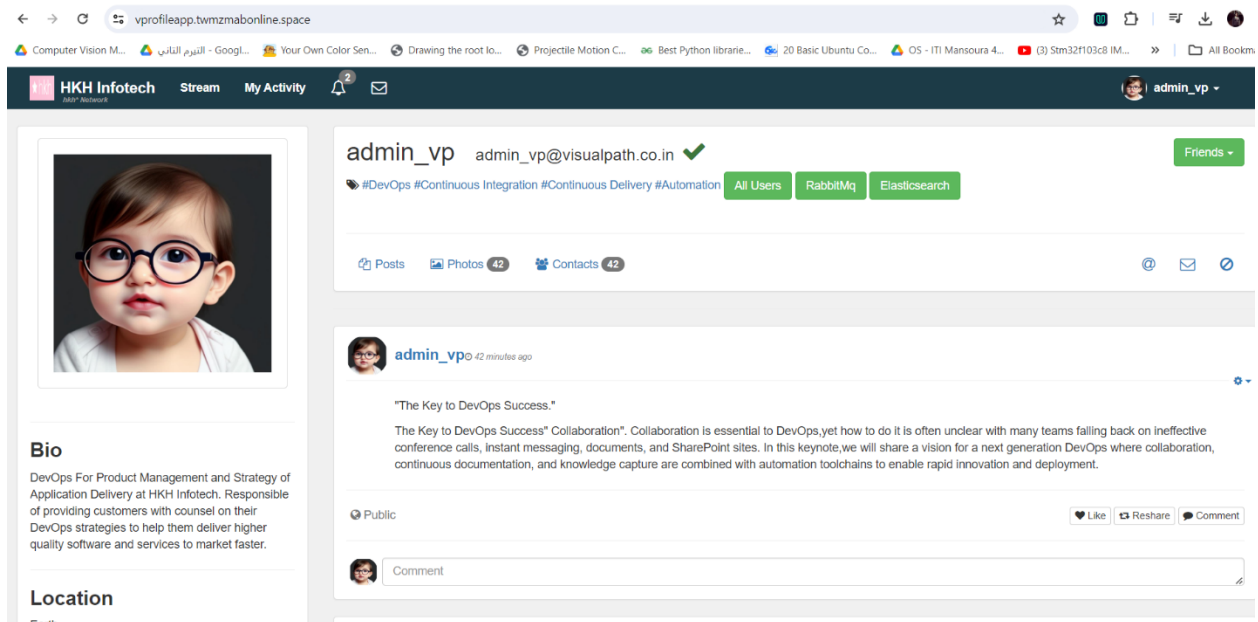 vprofileapp.twmzmabonline.space
Computer Vision M... التيرم الثاني - Googl... Your Own Color Sen... Drawing the root lo... Projectile Motion C... Best Python librarie... 20 Basic Ubuntu Co... OS - ITI Mansoura 4... (3) Stm32f103c8 IM... » All Bookma
HKH Infotech Stream My Activity 2 admin_vp
hkh* Network
admin_vp admin_vp@visualpath.co.in Friends
#DevOps #Continuous Integration #Continuous Delivery #Automation All Users RabbitMq Elasticsearch
Posts Photos 42 Contacts 42 @
admin_vp 42 minutes ago
"The Key to DevOps Success."
The Key to DevOps Success" Collaboration". Collaboration is essential to DevOps,yet how to do it is often unclear with many teams falling back on ineffective
conference calls, instant messaging, documents, and SharePoint sites. In this keynote,we will share a vision for a next generation DevOps where collaboration,
continuous documentation, and knowledge capture are combined with automation toolchains to enable rapid innovation and deployment.
Public Like Reshare Comment
Comment
Bio
DevOps For Product Management and Strategy of
Application Delivery at HKH Infotech. Responsible
of providing customers with counsel on their
DevOps strategies to help them deliver higher
quality software and services to market faster.
Location